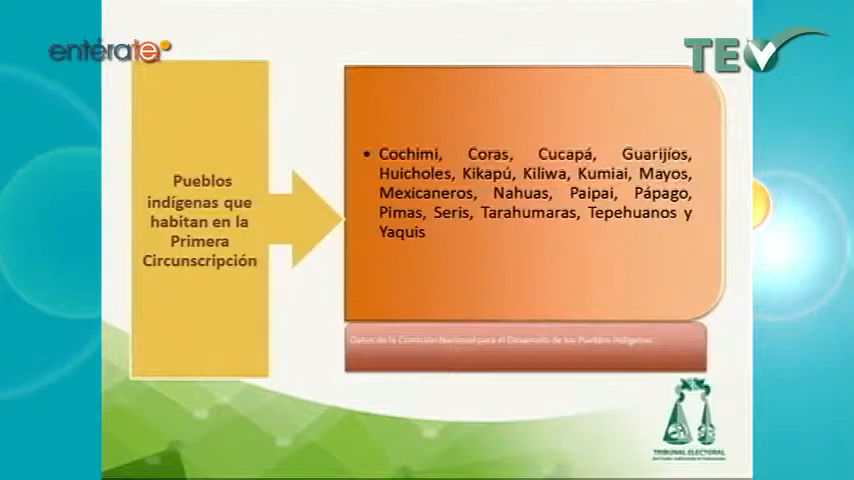 entérate
TEV
Pueblos
indígenas que
habitan en la
Primera
Circunscripción
• Cochimi, Coras, Cucapá, Guarijíos,
Huicholes, Kikapú, Kiliwa, Kumiai, Mayos,
Mexicaneros, Nahuas, Paipai, Pápago,
Pimas, Seris, Tarahumaras, Tepehuanos y
Yaquis
Datos de la Comisión Nacional para el Desarrollo de los Pueblos Indígenas
TRIBUNAL ELECTORAL